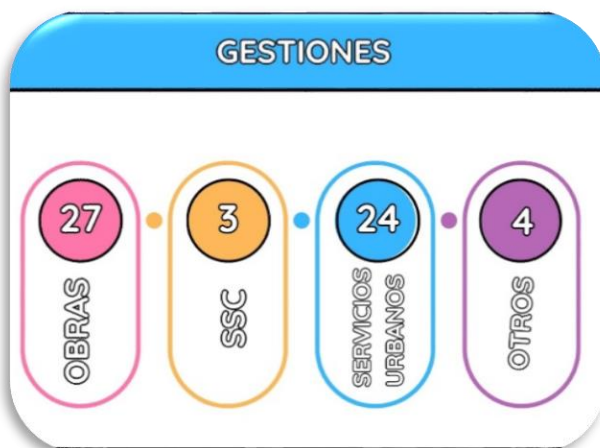 GESTIONES
27
OBRAS
3
SSC
24
SERVICIOS
URBANOS
4
OTROS